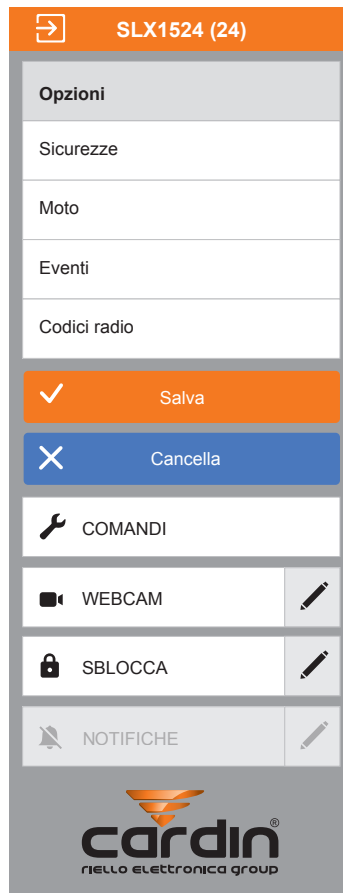 SLX1524 (24)
Opzioni
Sicurezze
Moto
Eventi
Codici radio
Salva
Cancella
COMANDI
WEBCAM
SBLOCCA
NOTIFICHE
cardin®
riello elettronica group